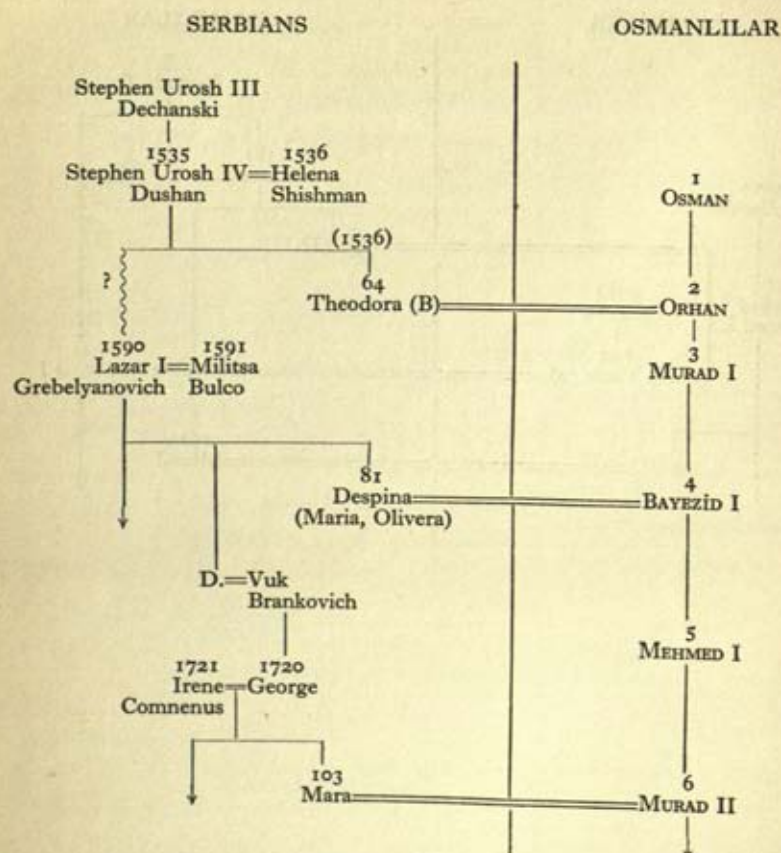 SERBIANS
OSMANLILAR
Stephen Urosh III
Dechanski
1535 1536
Stephen Urosh IV=Helena
Dushan Shishman
1
OSMAN
(1536)
?
64
Theodora (B)
2
ORHAN
1590 1591
Lazar I=Militsa
Grebelyanovich Bulco
3
MURAD I
81
Despina
(Maria, Olivera)
4
BAYEZÎD I
D.=Vuk
Brankovich
5
MEHMED I
1721 1720
Irene=George
Comnenus
103
Mara
6
MURAD II